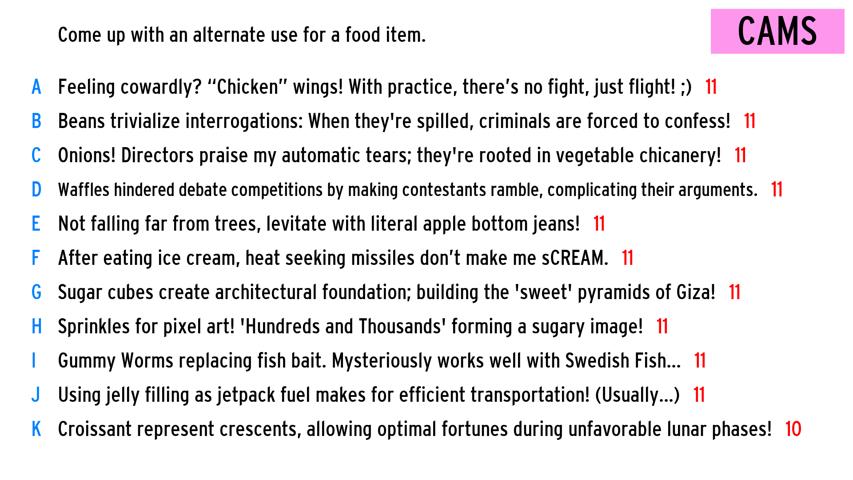 Come up with an alternate use for a food item.
CAMS
A Feeling cowardly? “Chicken” wings! With practice, there’s no fight, just flight! ;) 11
B Beans trivialize interrogations: When they're spilled, criminals are forced to confess! 11
C Onions! Directors praise my automatic tears; they're rooted in vegetable chicanery! 11
D Waffles hindered debate competitions by making contestants ramble, complicating their arguments. 11
E Not falling far from trees, levitate with literal apple bottom jeans! 11
F After eating ice cream, heat seeking missiles don’t make me sCREAM. 11
G Sugar cubes create architectural foundation; building the 'sweet' pyramids of Giza! 11
H Sprinkles for pixel art! 'Hundreds and Thousands' forming a sugary image! 11
I Gummy Worms replacing fish bait. Mysteriously works well with Swedish Fish... 11
J Using jelly filling as jetpack fuel makes for efficient transportation! (Usually...) 11
K Croissant represent crescents, allowing optimal fortunes during unfavorable lunar phases! 10